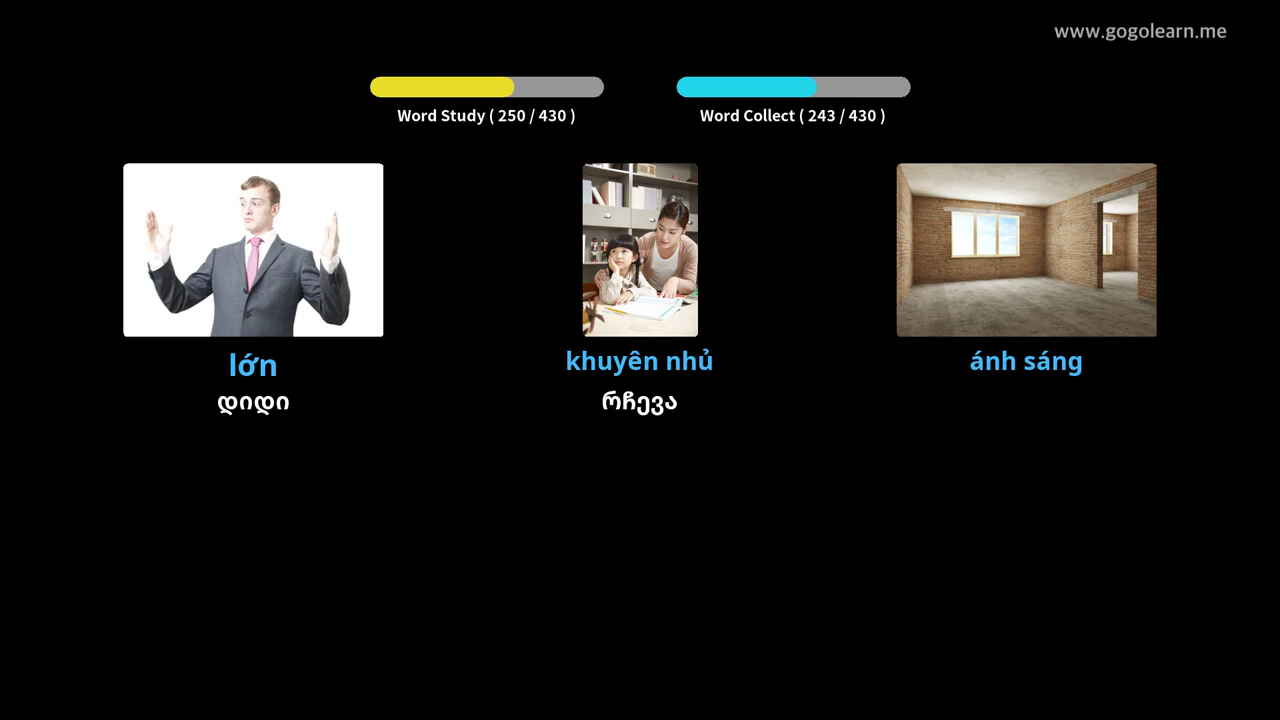 www.gogolearn.me
Word Study ( 250 / 430 )
Word Collect ( 243 / 430 )
lớn
khuyên nhủ
ánh sáng
დიდი
რჩევა